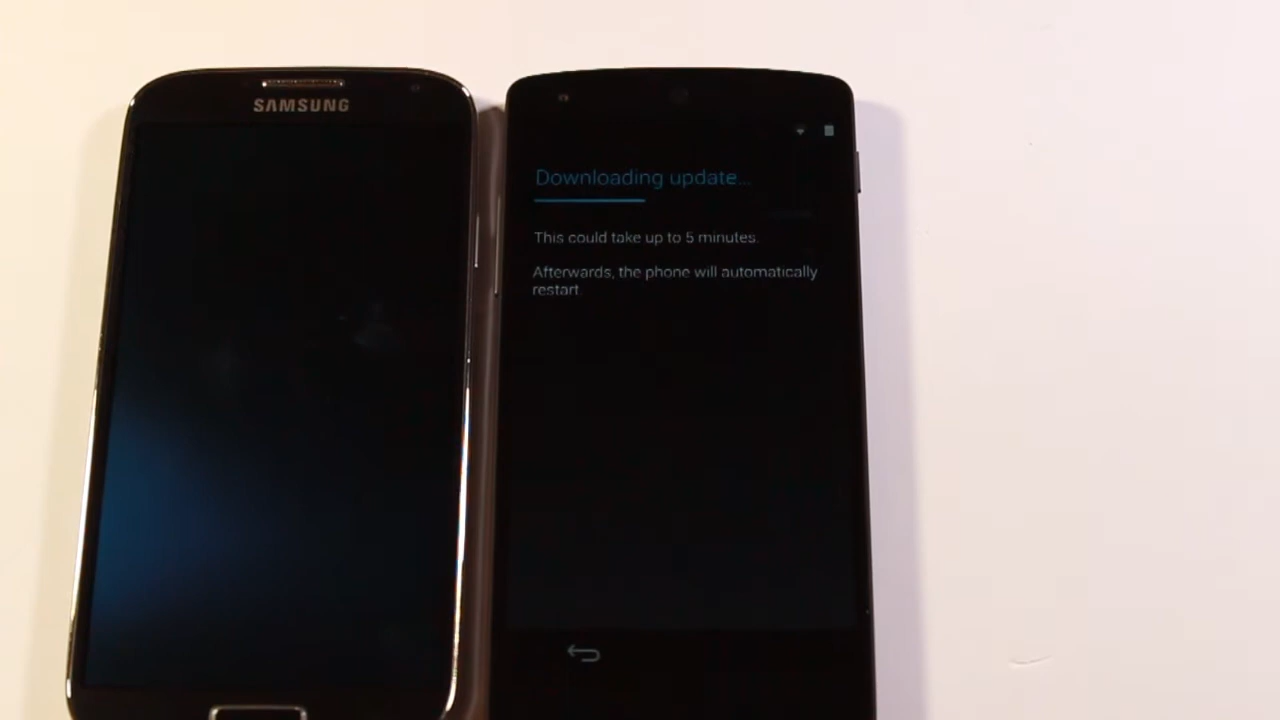 SAMSUNG
Downloading update...
This could take up to 5 minutes.
Afterwards, the phone will automatically
restart.